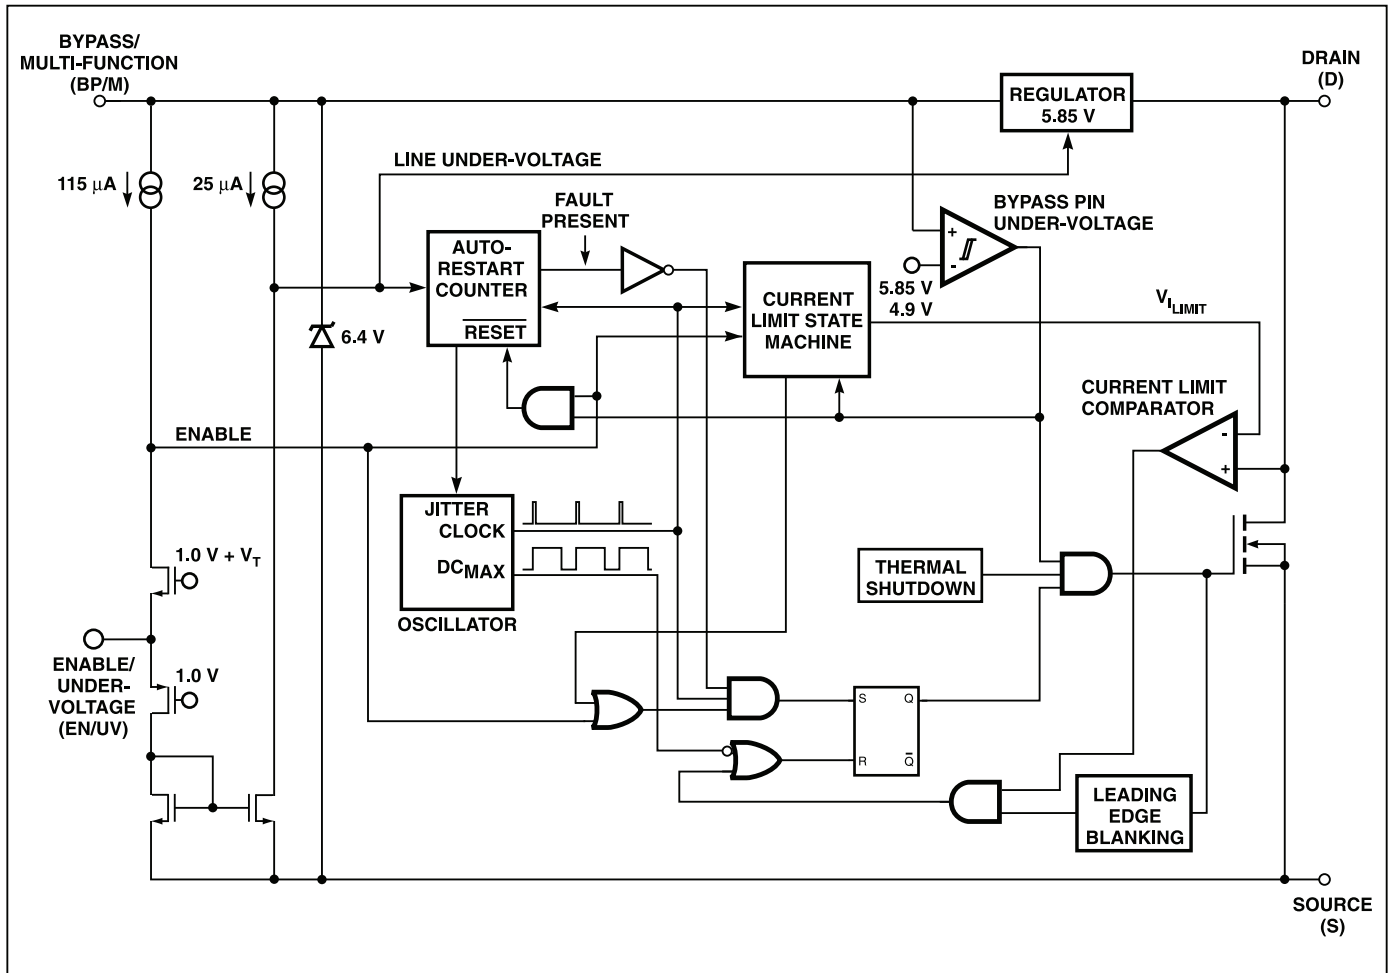 BYPASS/
MULTI-FUNCTION
(BP/M)
DRAIN
(D)
REGULATOR
5.85 V
LINE UNDER-VOLTAGE
115 μA
25 μA
FAULT
PRESENT
BYPASS PIN
UNDER-VOLTAGE
AUTO-
RESTART
COUNTER
RESET
+
-
5.85 V
4.9 V
CURRENT
LIMIT STATE
MACHINE
VILIMIT
6.4 V
CURRENT LIMIT
COMPARATOR
-
+
ENABLE
JITTER
CLOCK
DCMAX
OSCILLATOR
1.0 V + VT
THERMAL
SHUTDOWN
ENABLE/
UNDER-
VOLTAGE
(EN/UV)
1.0 V
S Q
R Q̅
LEADING
EDGE
BLANKING
SOURCE
(S)